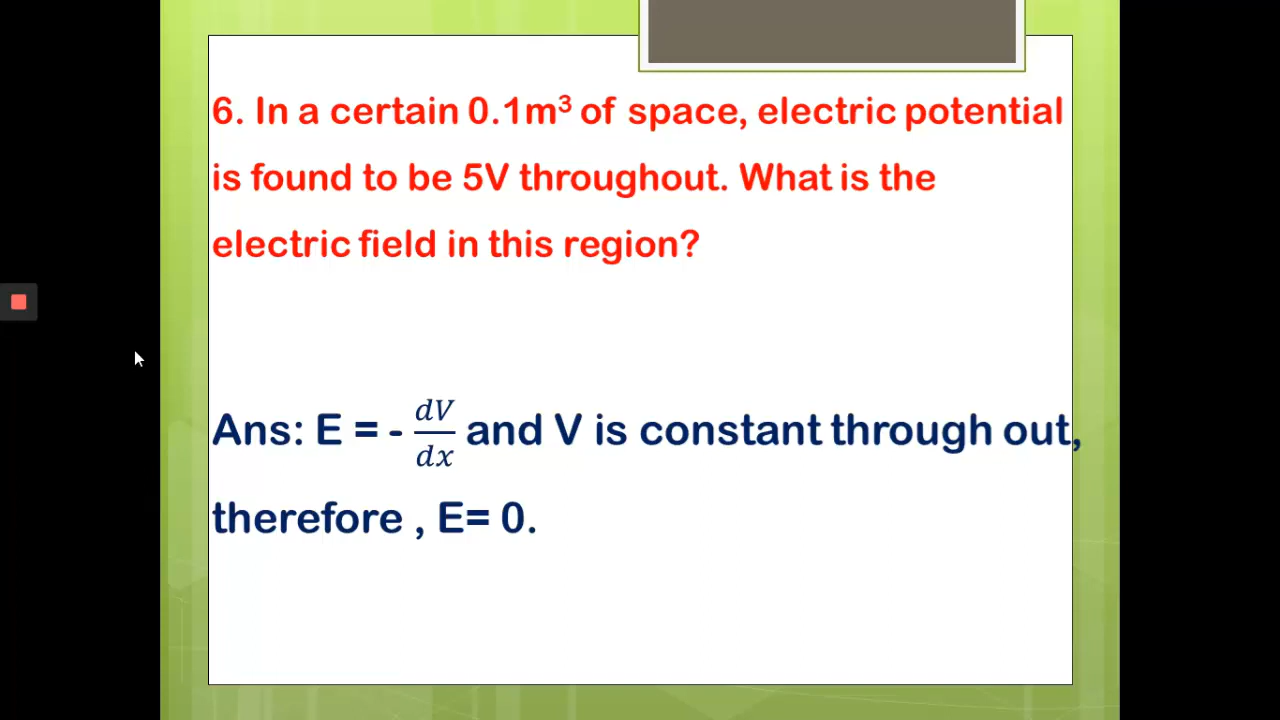 6. In a certain 0.1m³ of space, electric potential
is found to be 5V throughout. What is the
electric field in this region?
Ans: E = - dV/dx and V is constant through out,
therefore , E= 0.